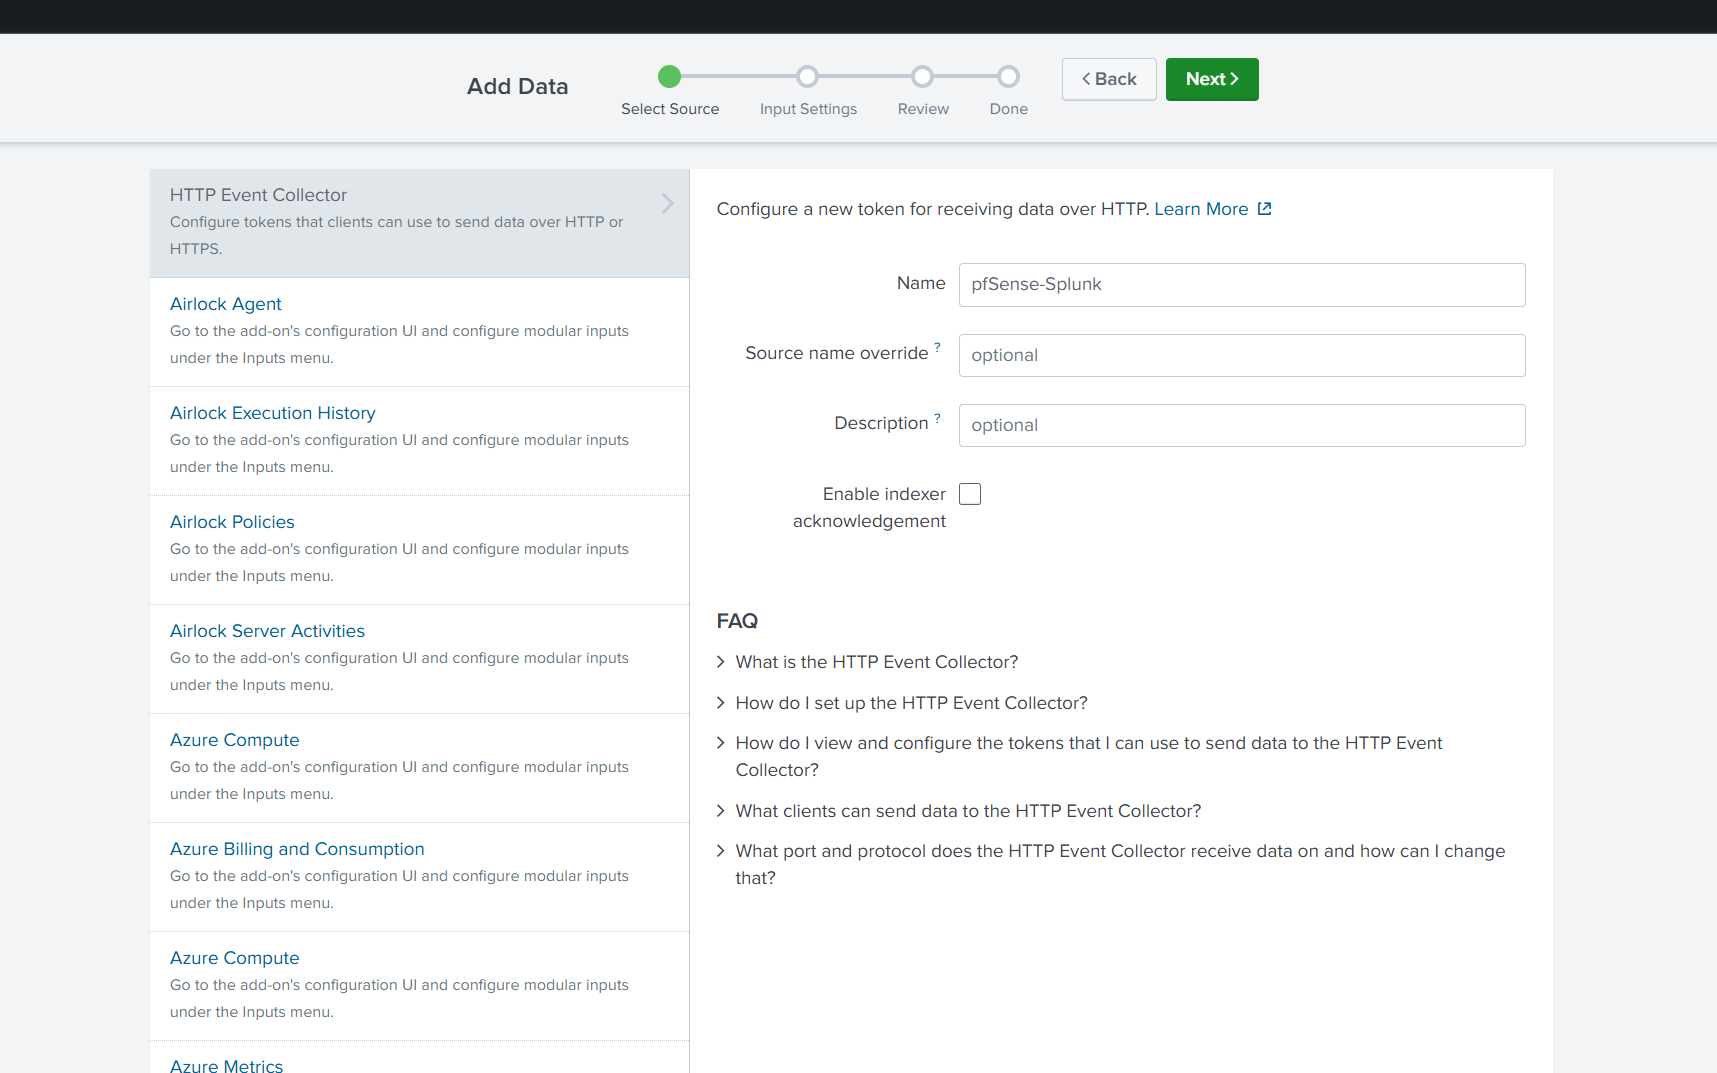 Add Data
Select Source
Input Settings
Review
Done
Back
Next
HTTP Event Collector
Configure tokens that clients can use to send data over HTTP or
HTTPS.
Airlock Agent
Go to the add-on's configuration UI and configure modular inputs
under the Inputs menu.
Airlock Execution History
Go to the add-on's configuration UI and configure modular inputs
under the Inputs menu.
Airlock Policies
Go to the add-on's configuration UI and configure modular inputs
under the Inputs menu.
Airlock Server Activities
Go to the add-on's configuration UI and configure modular inputs
under the Inputs menu.
Azure Compute
Go to the add-on's configuration UI and configure modular inputs
under the Inputs menu.
Azure Billing and Consumption
Go to the add-on's configuration UI and configure modular inputs
under the Inputs menu.
Azure Compute
Go to the add-on's configuration UI and configure modular inputs
under the Inputs menu.
Azure Metrics
Configure a new token for receiving data over HTTP. Learn More
Name
pfSense-Splunk
Source name override ?
optional
Description ?
optional
Enable indexer
acknowledgement
FAQ
What is the HTTP Event Collector?
How do I set up the HTTP Event Collector?
How do I view and configure the tokens that I can use to send data to the HTTP Event
Collector?
What clients can send data to the HTTP Event Collector?
What port and protocol does the HTTP Event Collector receive data on and how can I change
that?